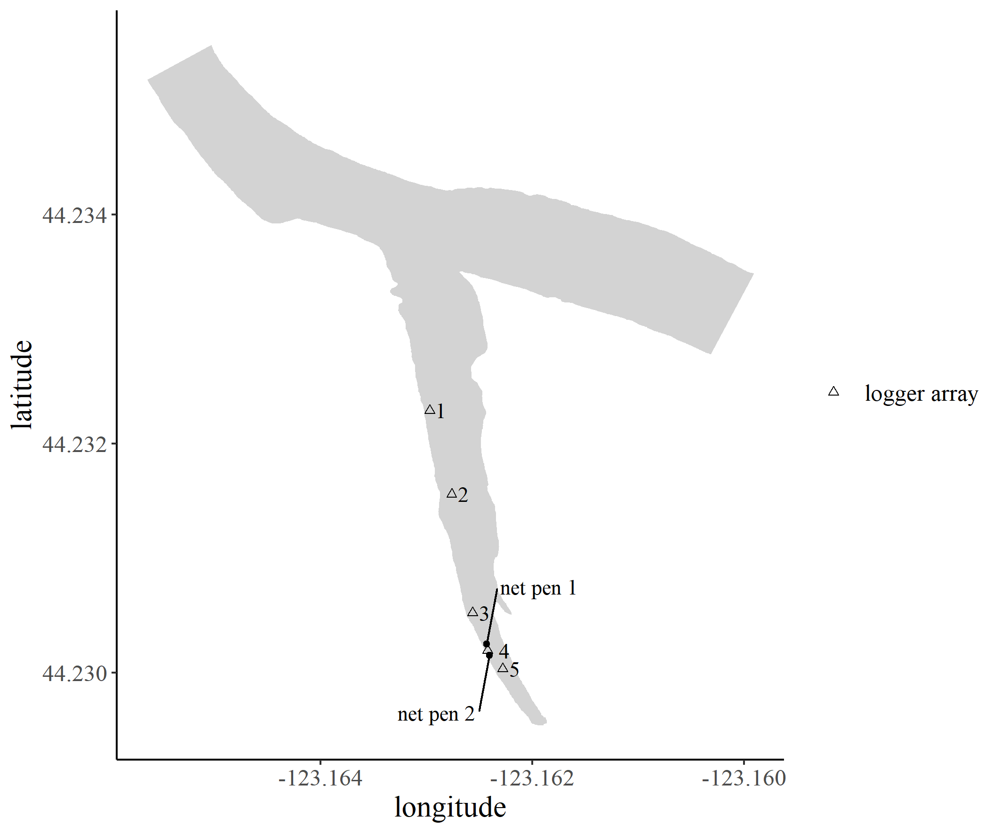 latitude
44.234
44.232
44.230
1
2
net pen 1
3
4
5
net pen 2
logger array
-123.164
-123.162
-123.160
longitude